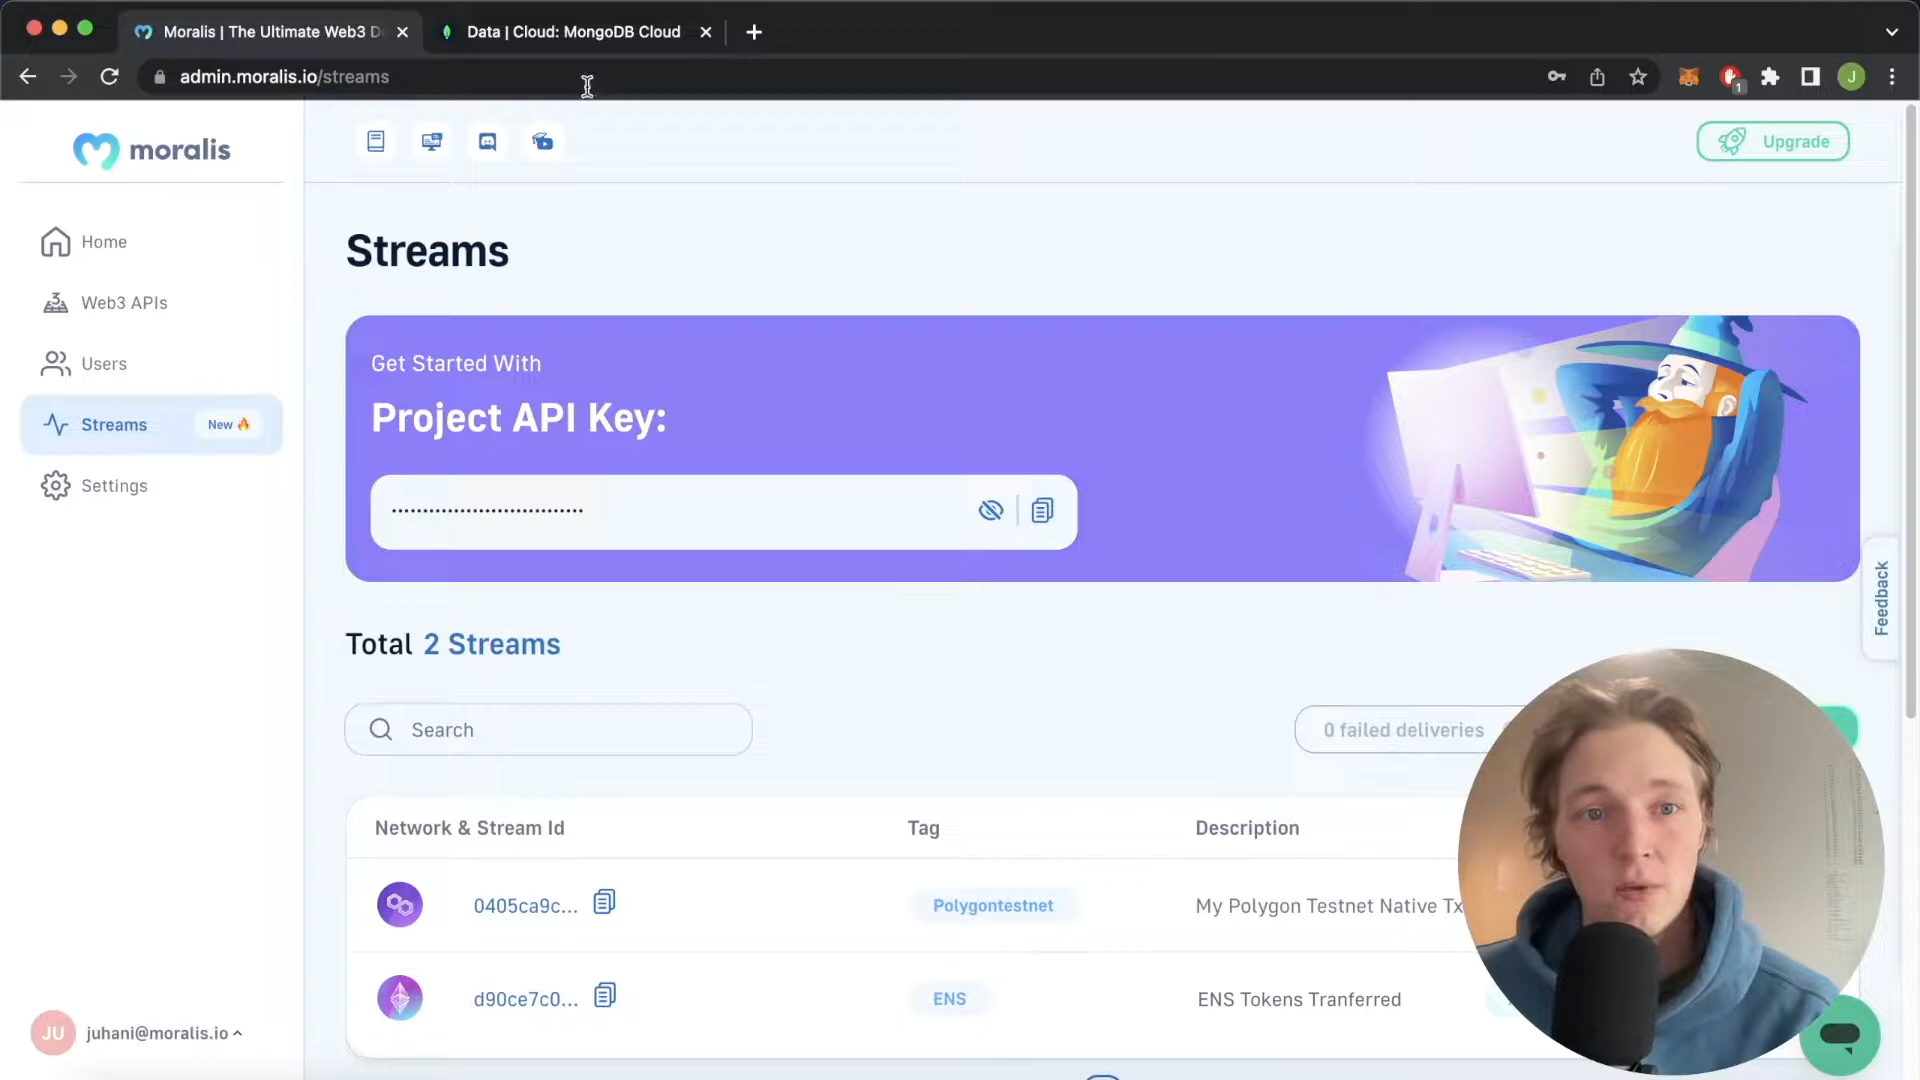 Moralis | The Ultimate Web3 D
Data | Cloud: MongoDB Cloud
admin.moralis.io/streams
1
J
moralis
Upgrade
Home
Web3 APIs
Users
Streams
New
Settings
Streams
Get Started With
Project API Key:
Feedback
Total 2 Streams
Search
0 failed deliveries
Network & Stream Id
Tag
Description
0405ca9c...
Polygontestnet
My Polygon Testnet Native Tx
d90ce7c0...
ENS
ENS Tokens Tranferred
JU
juhani@moralis.io